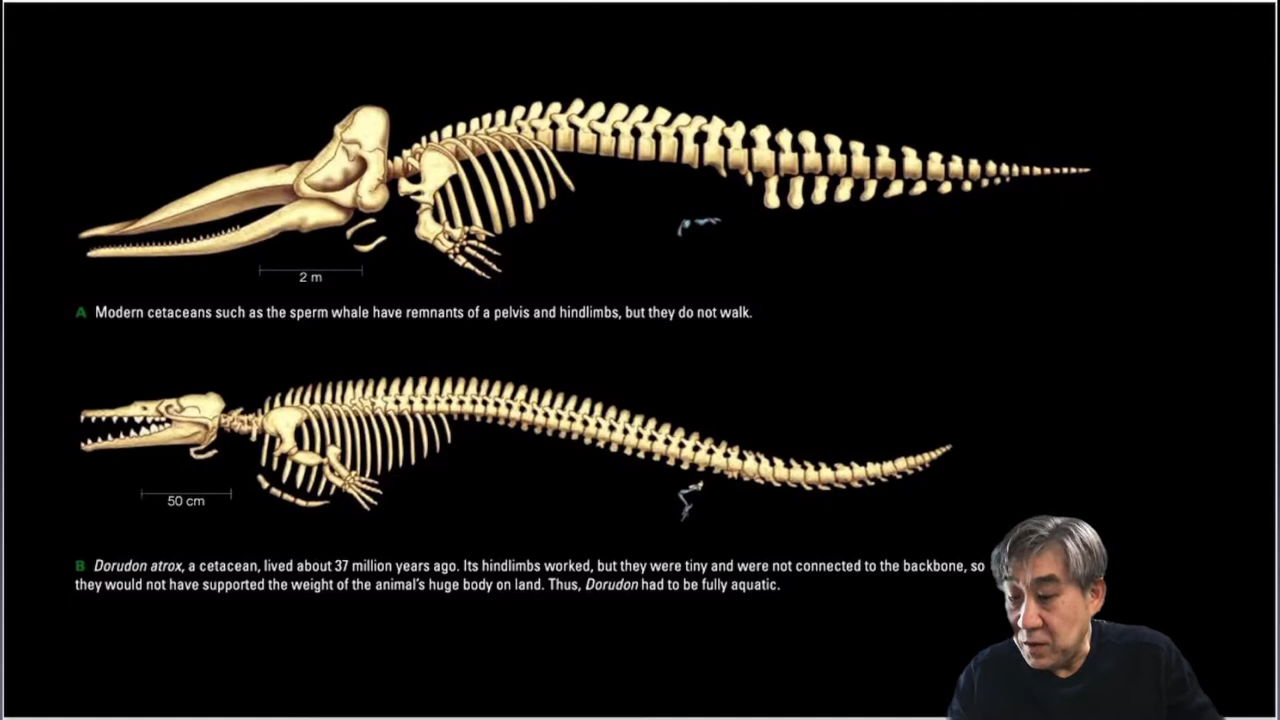 2 m
A Modern cetaceans such as the sperm whale have remnants of a pelvis and hindlimbs, but they do not walk.
50 cm
B Dorudon atrox, a cetacean, lived about 37 million years ago. Its hindlimbs worked, but they were tiny and were not connected to the backbone, so
they would not have supported the weight of the animal's huge body on land. Thus, Dorudon had to be fully aquatic.